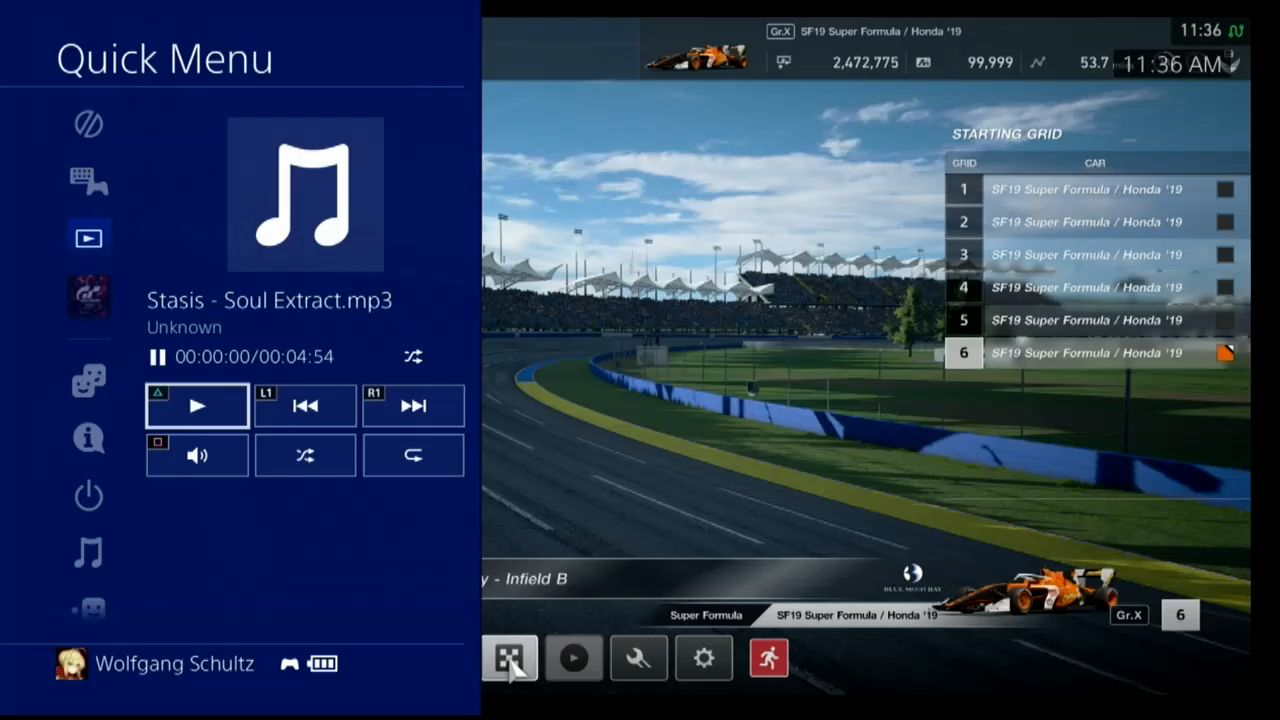 Quick Menu
Stasis - Soul Extract.mp3
Unknown
00:00:00/00:04:54
L1
R1
Wolfgang Schultz
Gr.X SF19 Super Formula / Honda '19
11:36
2,472,775
99,999
53.7
11:36 AM
STARTING GRID
GRID CAR
1 SF19 Super Formula / Honda '19
2 SF19 Super Formula / Honda '19
3 SF19 Super Formula / Honda '19
4 SF19 Super Formula / Honda '19
5 SF19 Super Formula / Honda '19
6 SF19 Super Formula / Honda '19
y - Infield B
BLUE MOON BAY
Super Formula SF19 Super Formula / Honda '19 Gr.X 6